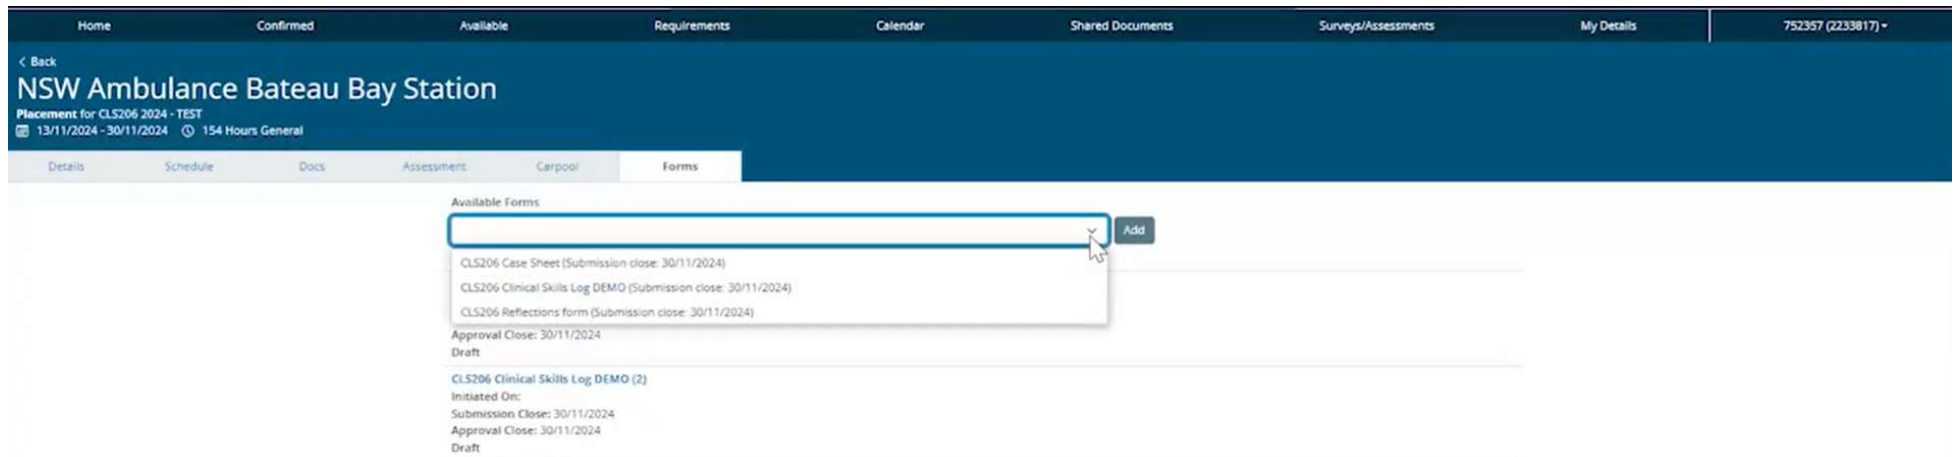 Home Confirmed Available Requirements Calendar Shared Documents Surveys/Assessments My Details 752357 (2233817)
< Back
NSW Ambulance Bateau Bay Station
Placement for CLS206 2024 - TEST
13/11/2024 - 30/11/2024 154 Hours General
Details Schedule Docs Assessment Carpool Forms
Available Forms
Add
CLS206 Case Sheet (Submission close: 30/11/2024)
CLS206 Clinical Skills Log DEMO (Submission close: 30/11/2024)
CLS206 Reflections form (Submission close: 30/11/2024)
Approval Close: 30/11/2024
Draft
CLS206 Clinical Skills Log DEMO (2)
Initiated On:
Submission Close: 30/11/2024
Approval Close: 30/11/2024
Draft